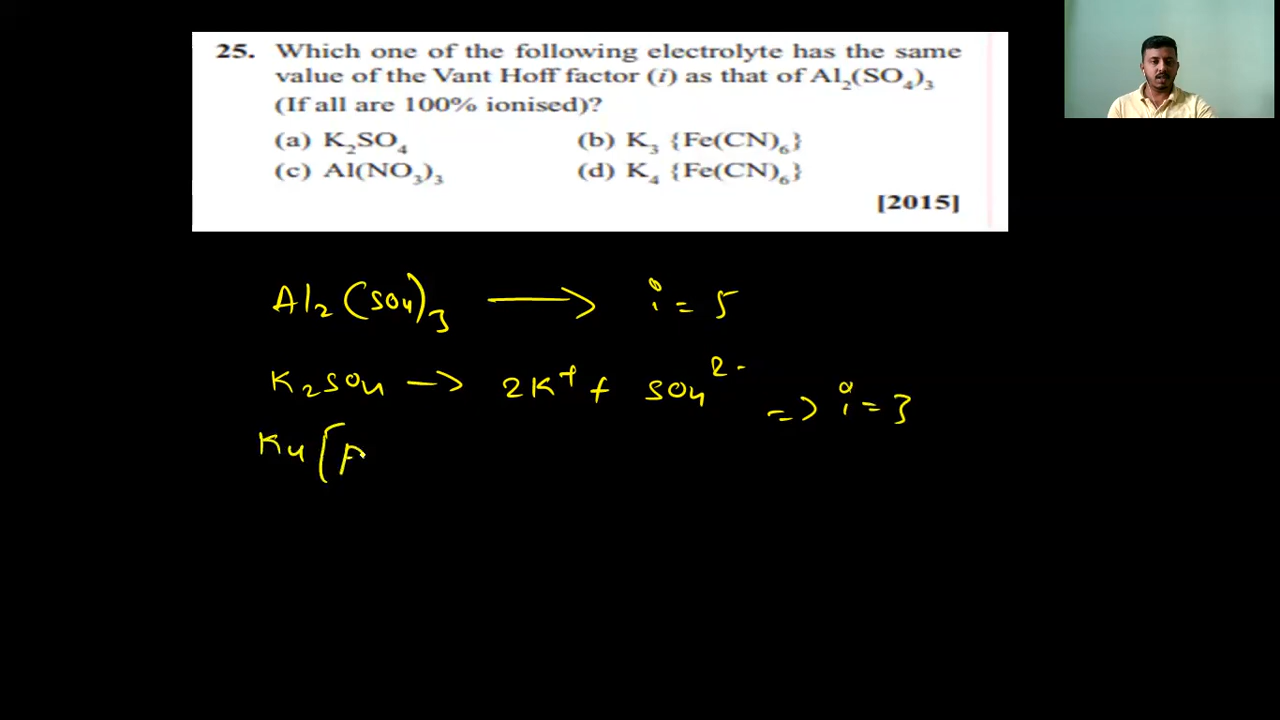 25. Which one of the following electrolyte has the same
value of the Vant Hoff factor (i) as that of Al₂(SO₄)₃
(If all are 100% ionised)?
(a) K₂SO₄ (b) K₃ {Fe(CN)₆}
(c) Al(NO₃)₃ (d) K₄ {Fe(CN)₆}
[2015]
Al₂(SO₄)₃ ⟶ i = 5
K₂SO₄ → 2K⁺ + SO₄²⁻ => i = 3
K₄[F